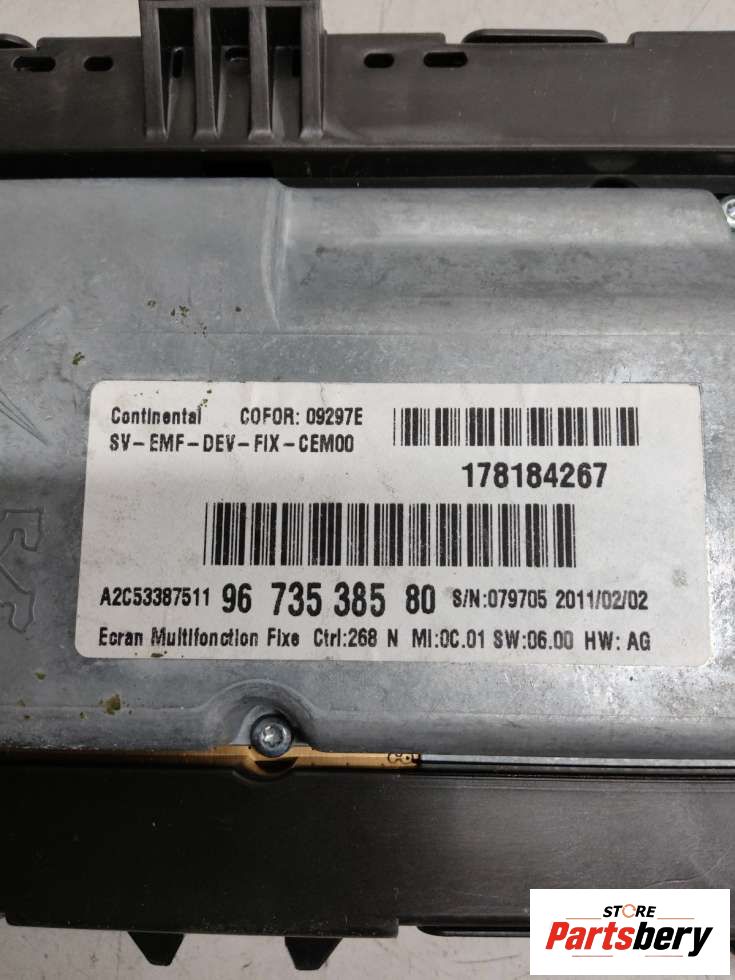 Continental COFOR: 09297E
SV-EMF-DEV-FIX-CEM00
178184267
A2C53387511 96 735 385 80 S/N:079705 2011/02/02
Ecran Multifonction Fixe Ctrl:268 N MI:0C.01 SW:06.00 HW: AG
STORE
Partsbery